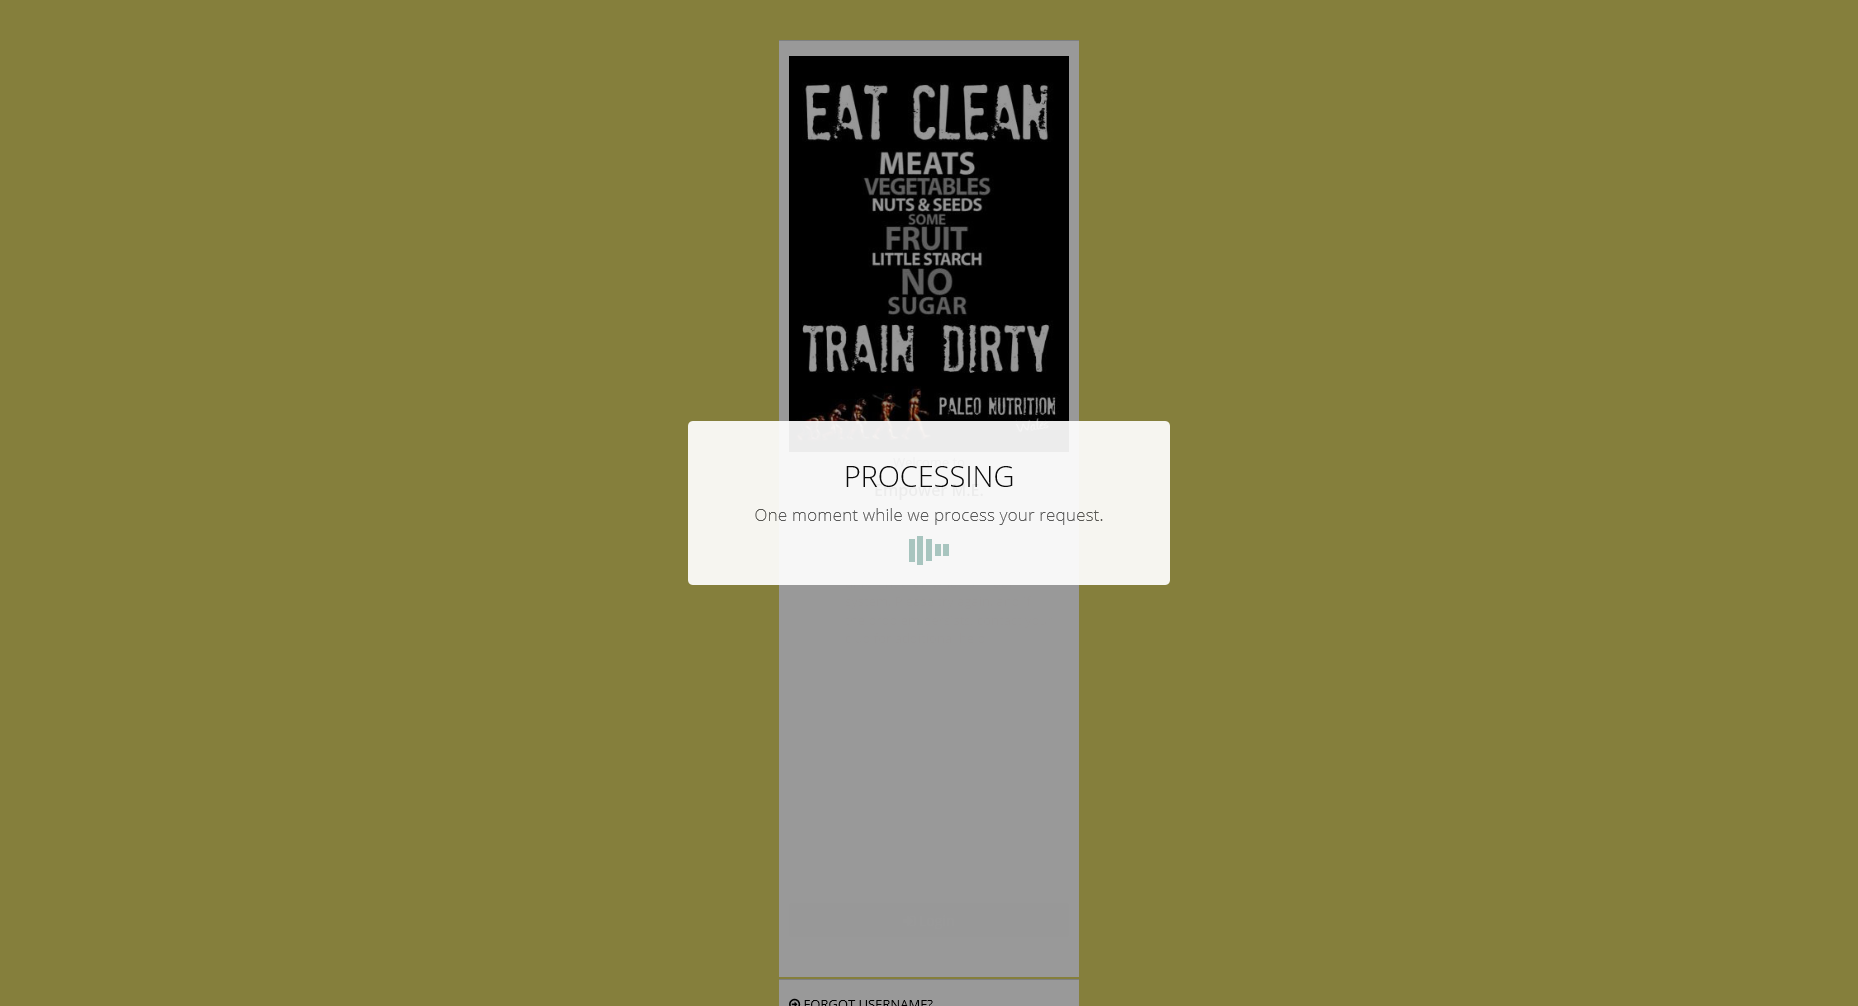 EAT CLEAN
MEATS
VEGETABLES
NUTS & SEEDS
SOME
FRUIT
LITTLE STARCH
NO
SUGAR
TRAIN DIRTY
PALEO NUTRITION
PROCESSING
Empower M.E.
One moment while we process your request.
FORGOT USERNAME?